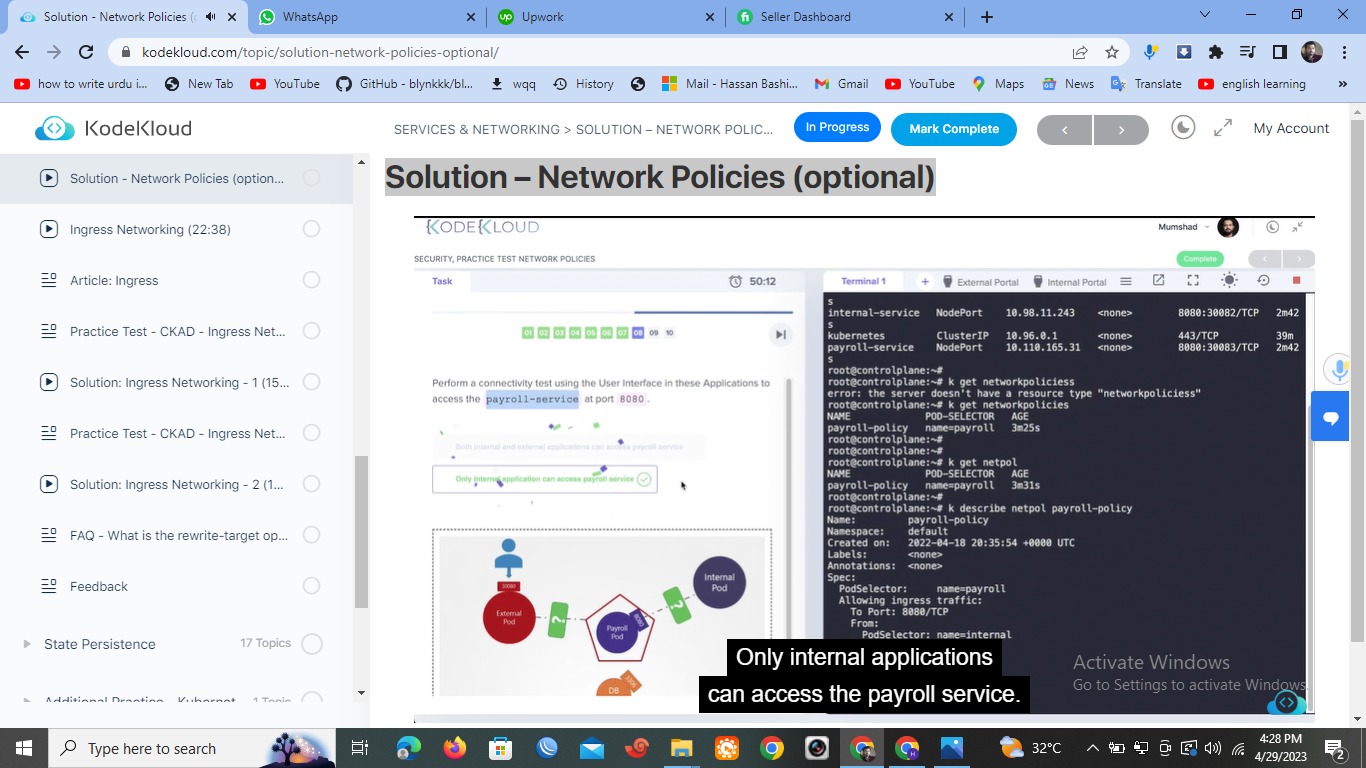 Solution - Network Policies (
WhatsApp
Upwork
Seller Dashboard
kodekloud.com/topic/solution-network-policies-optional/
how to write urdu i...
New Tab
YouTube
GitHub - blynkkk/bl...
wqq
History
Mail - Hassan Bashi...
Gmail
YouTube
Maps
News
Translate
english learning
»
KodeKloud
SERVICES & NETWORKING > SOLUTION – NETWORK POLIC...
In Progress
Mark Complete
My Account
Solution - Network Policies (option...
Ingress Networking (22:38)
Article: Ingress
Practice Test - CKAD - Ingress Net...
Solution: Ingress Networking - 1 (15...
Practice Test - CKAD - Ingress Net...
Solution: Ingress Networking - 2 (1...
FAQ - What is the rewrite-target op...
Feedback
State Persistence 17 Topics
Additional Practice - Kubernet... 1 Topic
Solution – Network Policies (optional)
KODEKLOUD
Mumshad
SECURITY, PRACTICE TEST NETWORK POLICIES
Complete
Task
50:12
01 02 03 04 05 06 07 08 09 10
Perform a connectivity test using the User Interface in these Applications to
access the payroll-service at port 8080.
Both internal and external applications can access payroll service
Only internal application can access payroll service
30080
External
Pod
?
Payroll
Pod
8080
?
Internal
Pod
DB
3306
Terminal 1
+
External Portal
Internal Portal
s
internal-service NodePort 10.98.11.243 <none> 8080:30082/TCP 2m42
s
kubernetes ClusterIP 10.96.0.1 <none> 443/TCP 39m
payroll-service NodePort 10.110.165.31 <none> 8080:30083/TCP 2m42
s
root@controlplane:~#
root@controlplane:~# k get networkpoliciess
error: the server doesn't have a resource type "networkpoliciess"
root@controlplane:~# k get networkpolicies
NAME POD-SELECTOR AGE
payroll-policy name=payroll 3m25s
root@controlplane:~#
root@controlplane:~#
root@controlplane:~# k get netpol
NAME POD-SELECTOR AGE
payroll-policy name=payroll 3m31s
root@controlplane:~#
root@controlplane:~# k describe netpol payroll-policy
Name: payroll-policy
Namespace: default
Created on: 2022-04-18 20:35:54 +0000 UTC
Labels: <none>
Annotations: <none>
Spec:
PodSelector: name=payroll
Allowing ingress traffic:
To Port: 8080/TCP
From:
PodSelector: name=internal
Only internal applications
can access the payroll service.
Activate Windows
Go to Settings to activate Windows.
Type here to search
32°C
4:28 PM
4/29/2023
2